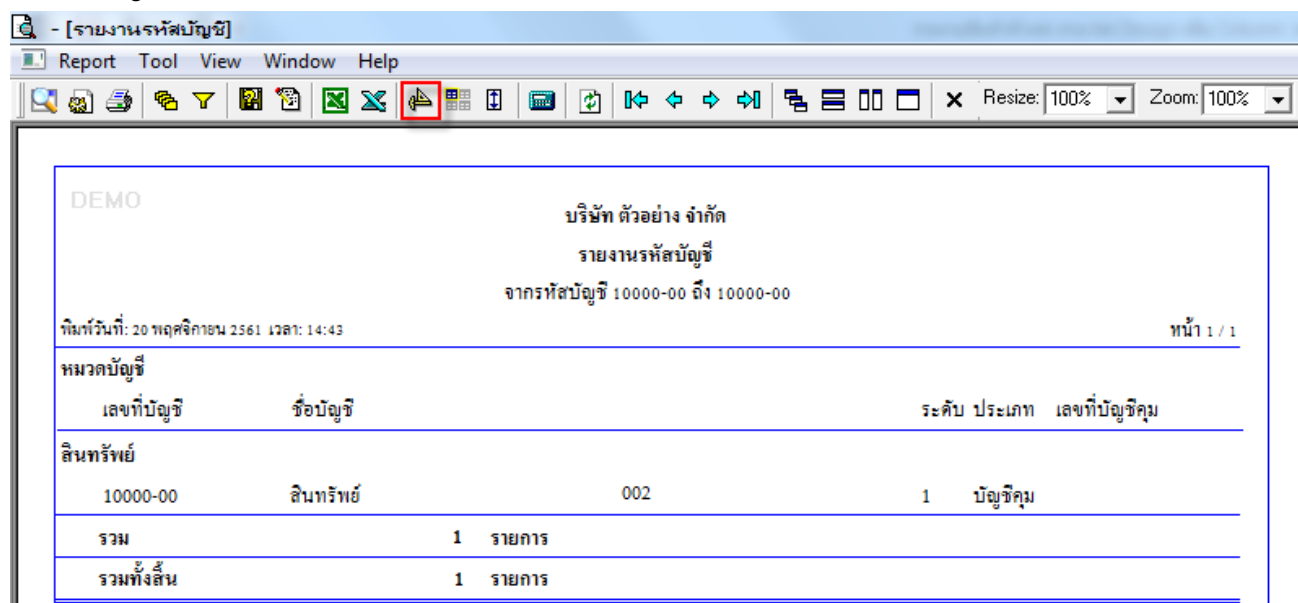 - [รายงานรหัสบัญชี]
Report Tool View Window Help
Resize: 100% Zoom: 100%
DEMO
บริษัท ตัวอย่าง จำกัด
รายงานรหัสบัญชี
จากรหัสบัญชี 10000-00 ถึง 10000-00
พิมพ์วันที่: 20 พฤศจิกายน 2561 เวลา: 14:43 หน้า 1 / 1
หมวดบัญชี
เลขที่บัญชี ชื่อบัญชี ระดับ ประเภท เลขที่บัญชีคุม
สินทรัพย์
10000-00 สินทรัพย์ 002 1 บัญชีคุม
รวม 1 รายการ
รวมทั้งสิ้น 1 รายการ